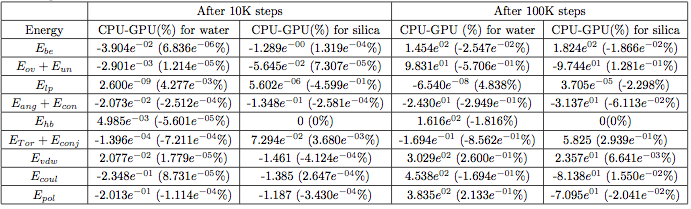 After 10K steps After 100K steps
Energy CPU-GPU(%) for water CPU-GPU(%) for silica CPU-GPU (%) for water CPU-GPU(%) for silica
E_be -3.904e^-02 (6.836e^-06%) -1.289e^-00 (1.319e^-04%) 1.454e^02 (-2.547e^-02%) 1.824e^02 (-1.866e^-02%)
E_ov + E_un -2.901e^-03 (1.214e^-05%) -5.645e^-02 (7.307e^-05%) 9.831e^01 (-5.706e^-01%) -9.744e^01 (1.281e^-01%)
E_lp 2.600e^-09 (4.277e^-03%) 5.602e^-06 (-4.599e^-01%) -6.540e^-08 (4.838%) 3.705e^-05 (-2.298%)
E_ang + E_con -2.073e^-02 (-2.512e^-04%) -1.348e^-01 (-2.581e^-04%) -2.430e^01 (-2.949e^-01%) -3.137e^01 (-6.113e^-02%)
E_hb 4.985e^-03 (-5.601e^-05%) 0 (0%) 1.616e^02 (-1.816%) 0(0%)
E_Tor + E_conj -1.396e^-04 (-7.211e^-04%) 7.294e^-02 (3.680e^-03%) -1.694e^-01 (-8.562e^-01%) 5.825 (2.939e^-01%)
E_vdw 2.077e^-02 (1.779e^-05%) -1.461 (-4.124e^-04%) 3.029e^02 (2.600e^-01%) 2.357e^01 (6.641e^-03%)
E_coul -2.348e^-01 (8.731e^-05%) -1.385 (2.647e^-04%) 4.538e^02 (-1.694e^-01%) -8.138e^01 (1.550e^-02%)
E_pol -2.013e^-01 (-1.114e^-04%) -1.187 (-3.430e^-04%) 3.835e^02 (2.133e^-01%) -7.095e^01 (-2.041e^-02%)